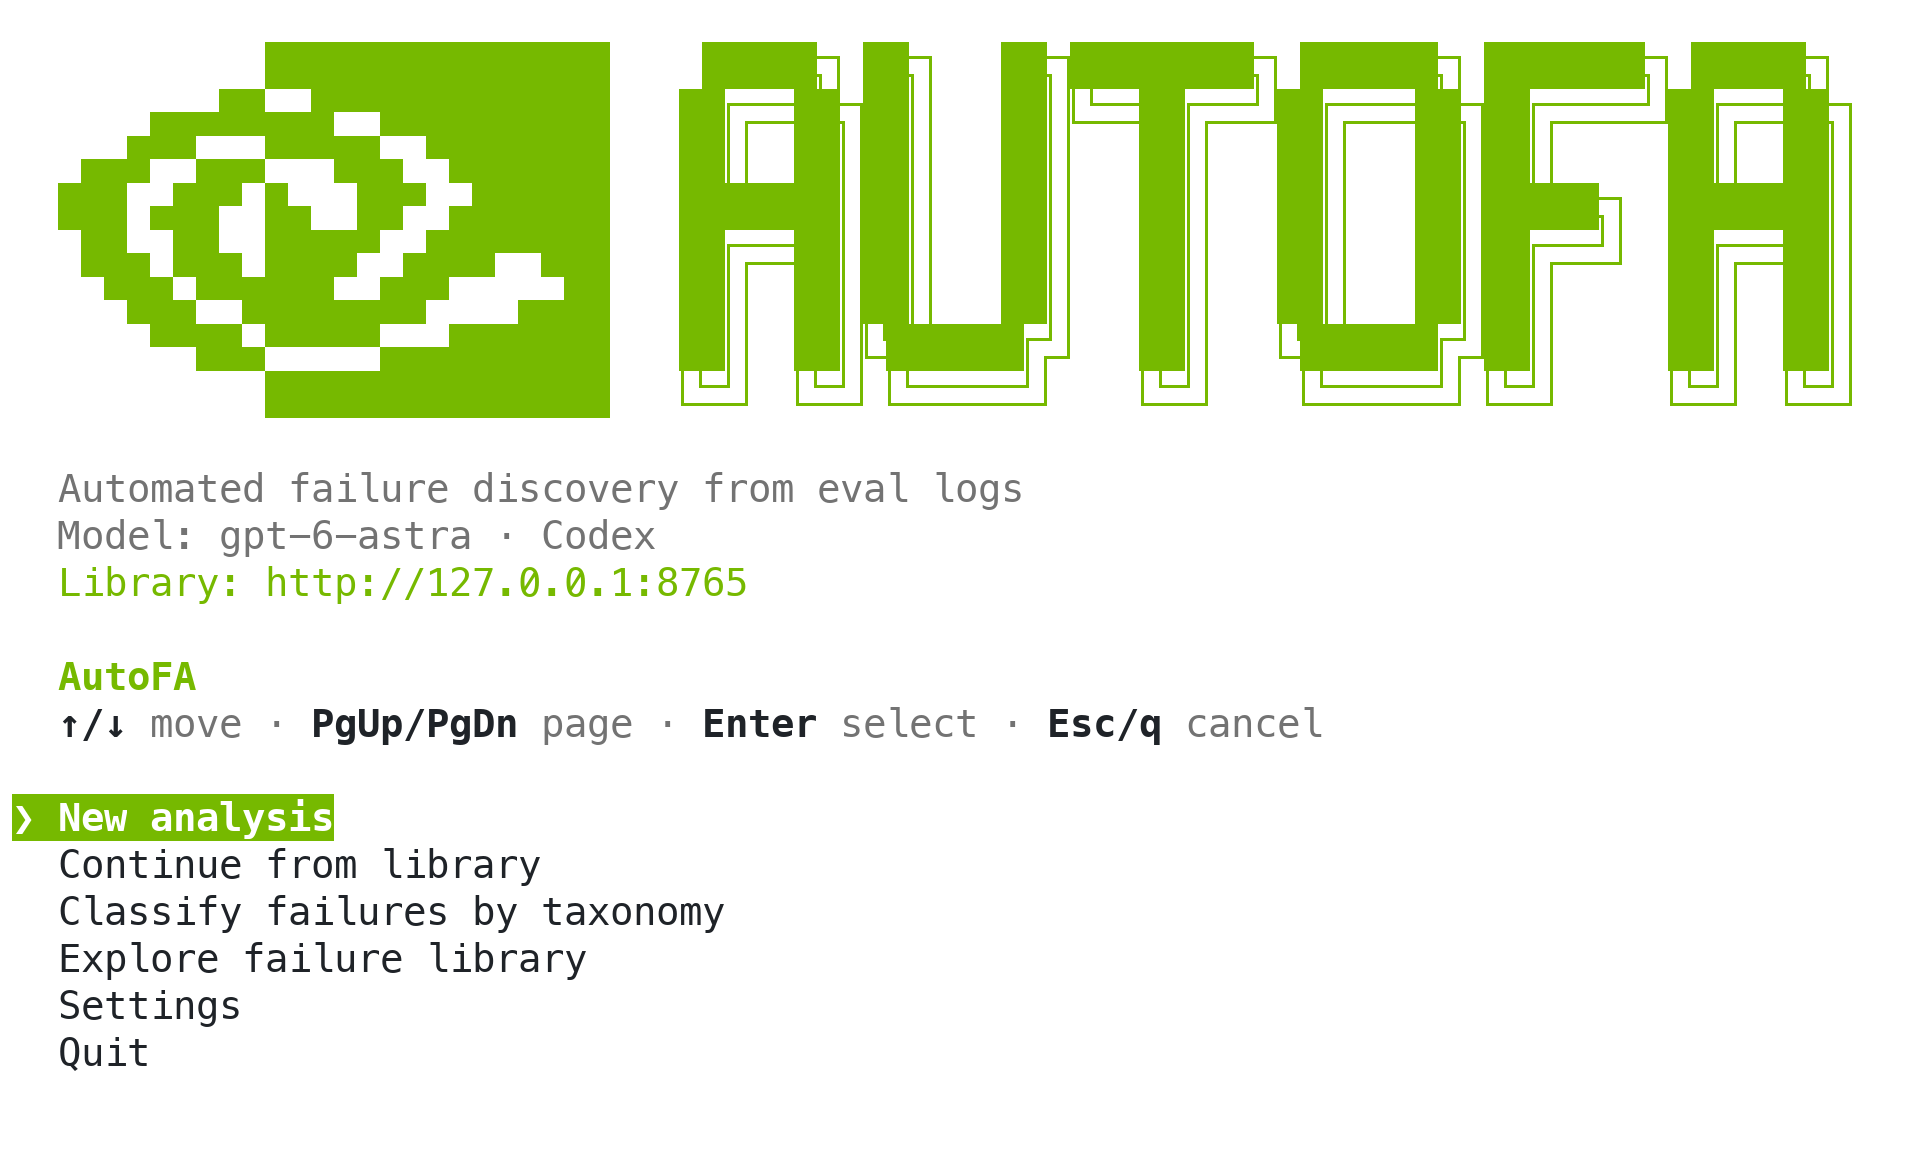 AUTOFA
Automated failure discovery from eval logs
Model: gpt-6-astra · Codex
Library: http://127.0.0.1:8765
AutoFA
↑/↓ move · PgUp/PgDn page · Enter select · Esc/q cancel
❯ New analysis
Continue from library
Classify failures by taxonomy
Explore failure library
Settings
Quit